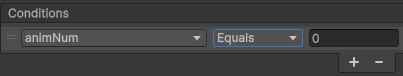 Conditions
animNum Equals 0
+ −